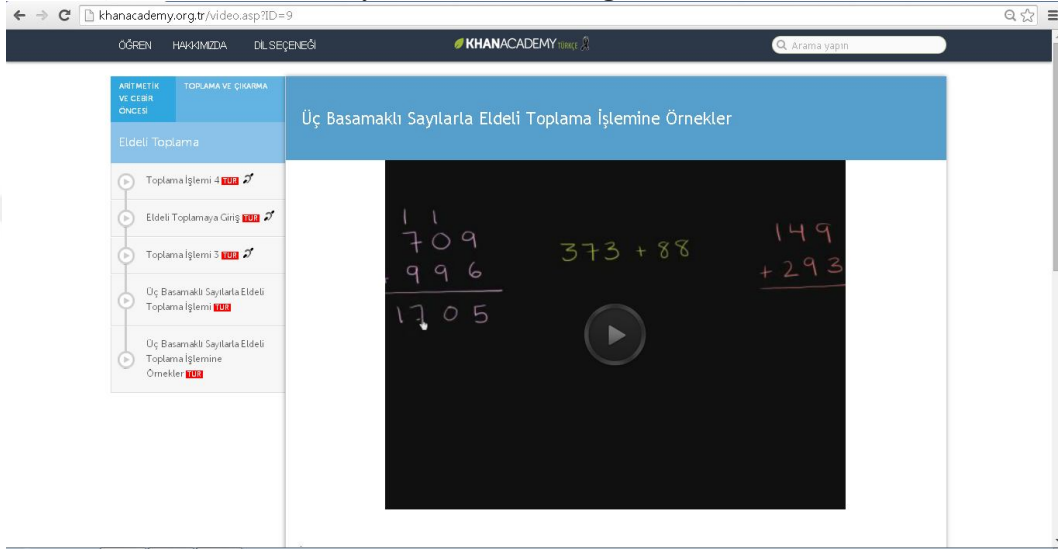 khanacademy.org.tr/video.asp?ID=9
ÖĞREN HAKKIMIZDA DİL SEÇENEĞİ KHANACADEMY TÜRKÇE Arama yapın
ARİTMETİK VE CEBİR ÖNCESİ
TOPLAMA VE ÇIKARMA
Eldeli Toplama
Toplama İşlemi 4 TUR
Eldeli Toplamaya Giriş TUR
Toplama İşlemi 3 TUR
Üç Basamaklı Sayılarla Eldeli
Toplama İşlemi TUR
Üç Basamaklı Sayılarla Eldeli
Toplama İşlemine
Örnekler TUR
Üç Basamaklı Sayılarla Eldeli Toplama İşlemine Örnekler
1 1
709
996
1705
373 + 88
149
+ 293